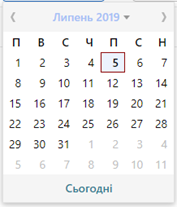 Липень 2019
П В С Ч П С Н
1 2 3 4 5 6 7
8 9 10 11 12 13 14
15 16 17 18 19 20 21
22 23 24 25 26 27 28
29 30 31 1 2 3 4
5 6 7 8 9 10 11
Сьогодні